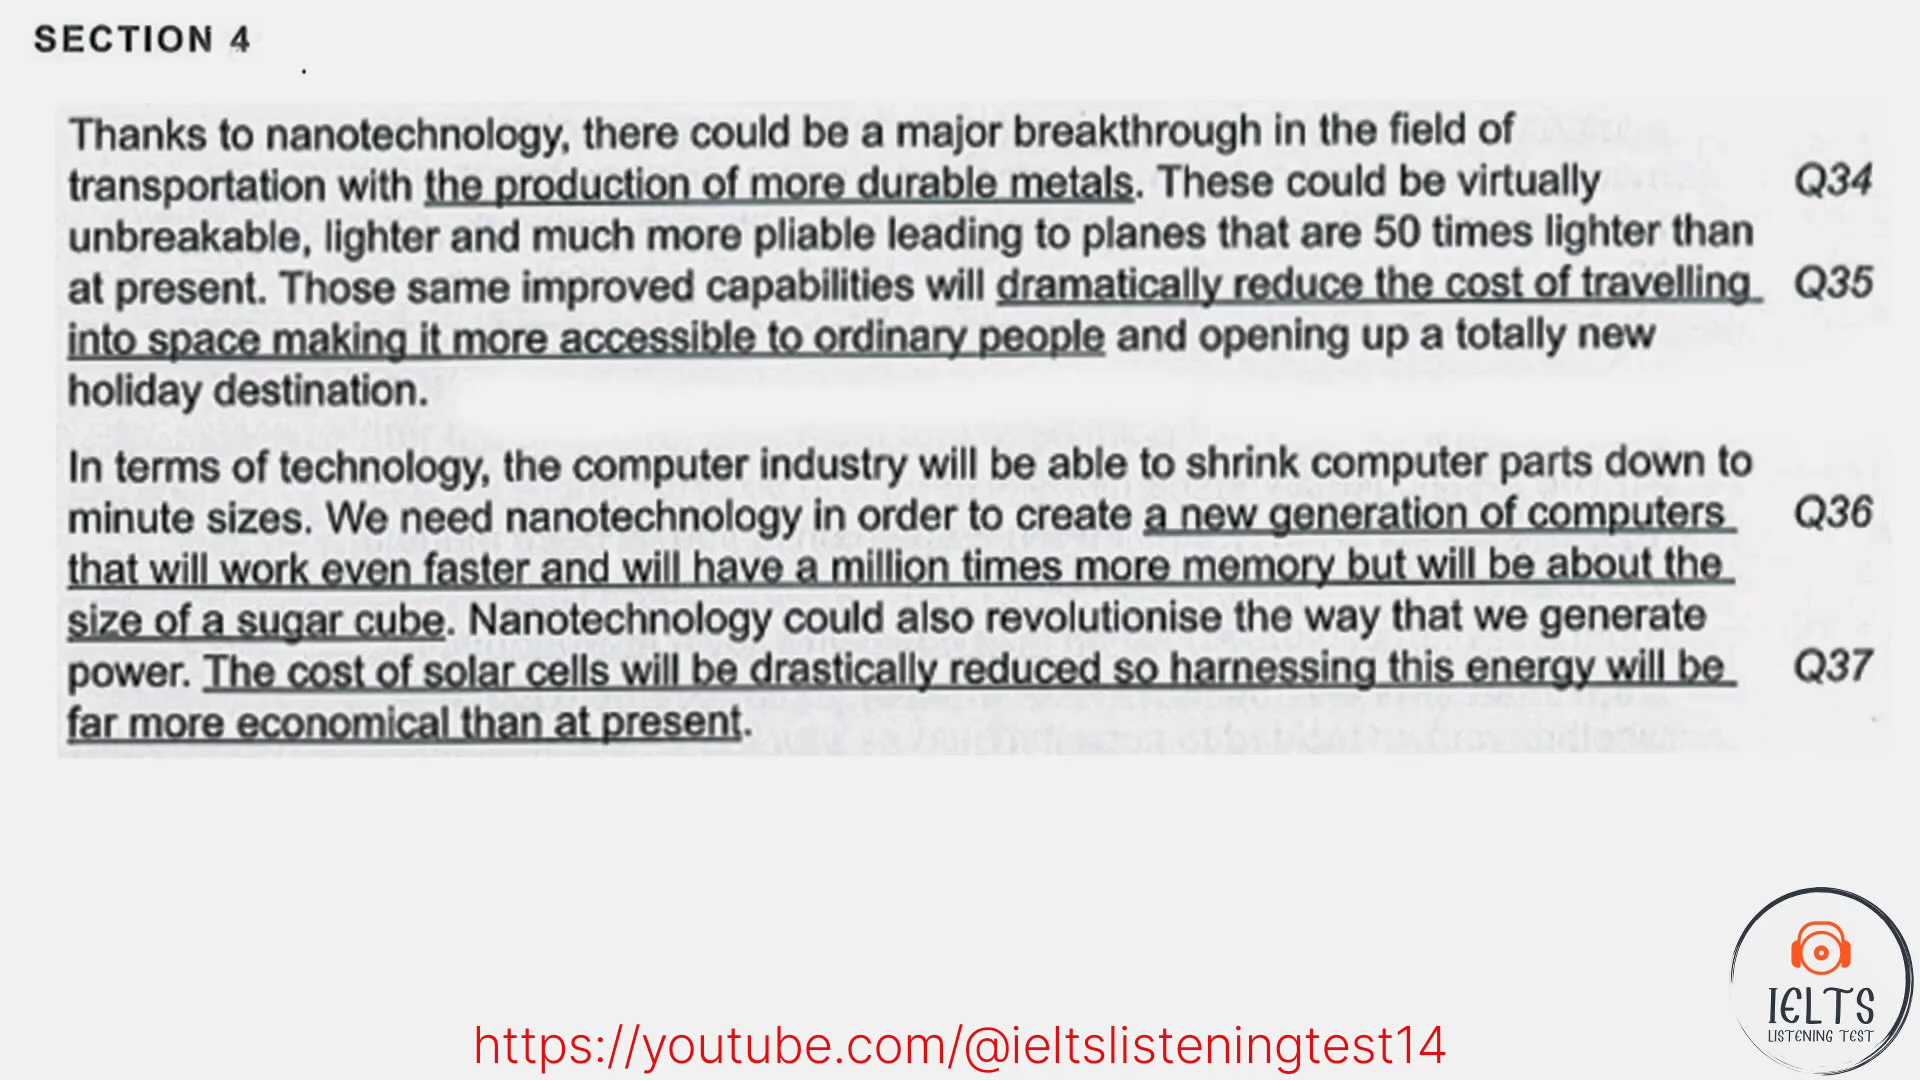 SECTION 4
Thanks to nanotechnology, there could be a major breakthrough in the field of
transportation with the production of more durable metals. These could be virtually Q34
unbreakable, lighter and much more pliable leading to planes that are 50 times lighter than
at present. Those same improved capabilities will dramatically reduce the cost of travelling Q35
into space making it more accessible to ordinary people and opening up a totally new
holiday destination.
In terms of technology, the computer industry will be able to shrink computer parts down to
minute sizes. We need nanotechnology in order to create a new generation of computers Q36
that will work even faster and will have a million times more memory but will be about the
size of a sugar cube. Nanotechnology could also revolutionise the way that we generate
power. The cost of solar cells will be drastically reduced so harnessing this energy will be Q37
far more economical than at present.
IELTS
LISTENING TEST
https://youtube.com/@ieltslisteningtest14